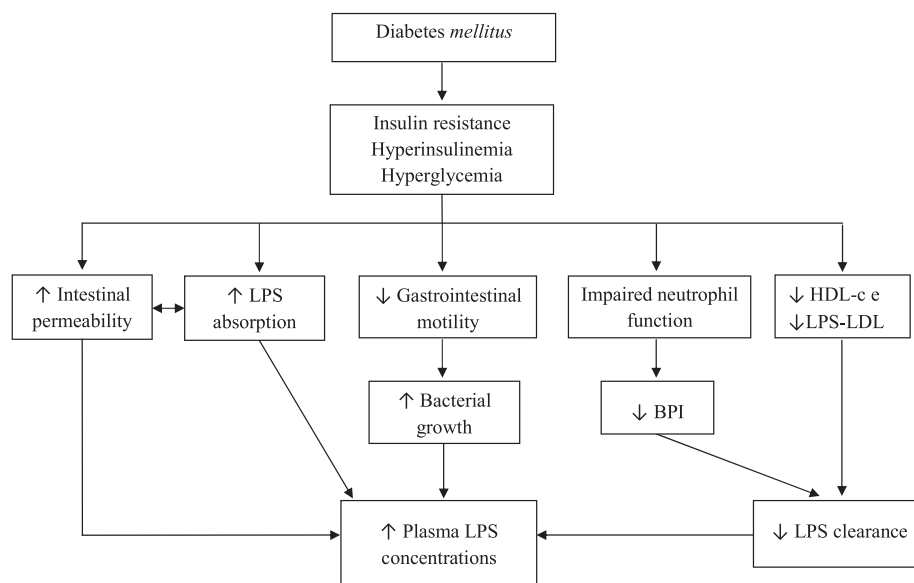 Diabetes mellitus
Insulin resistance
Hyperinsulinemia
Hyperglycemia
↑ Intestinal
permeability
↑ LPS
absorption
↓ Gastrointestinal
motility
Impaired neutrophil
function
↓ HDL-c e
↓LPS-LDL
↑ Bacterial
growth
↓ BPI
↑ Plasma LPS
concentrations
↓ LPS clearance